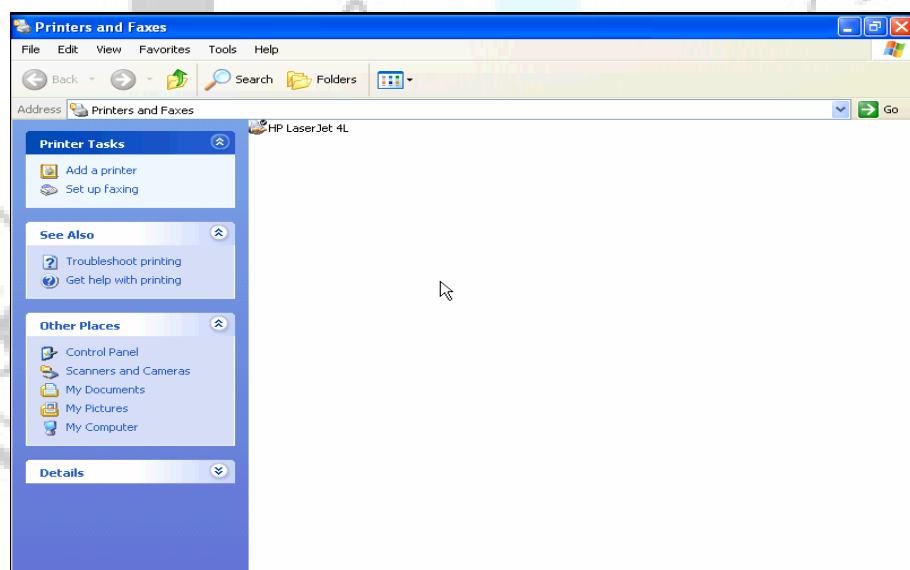 Printers and Faxes
File Edit View Favorites Tools Help
Back Search Folders
Address Printers and Faxes Go
Printer Tasks
Add a printer
Set up faxing
See Also
Troubleshoot printing
Get help with printing
Other Places
Control Panel
Scanners and Cameras
My Documents
My Pictures
My Computer
Details
HP LaserJet 4L